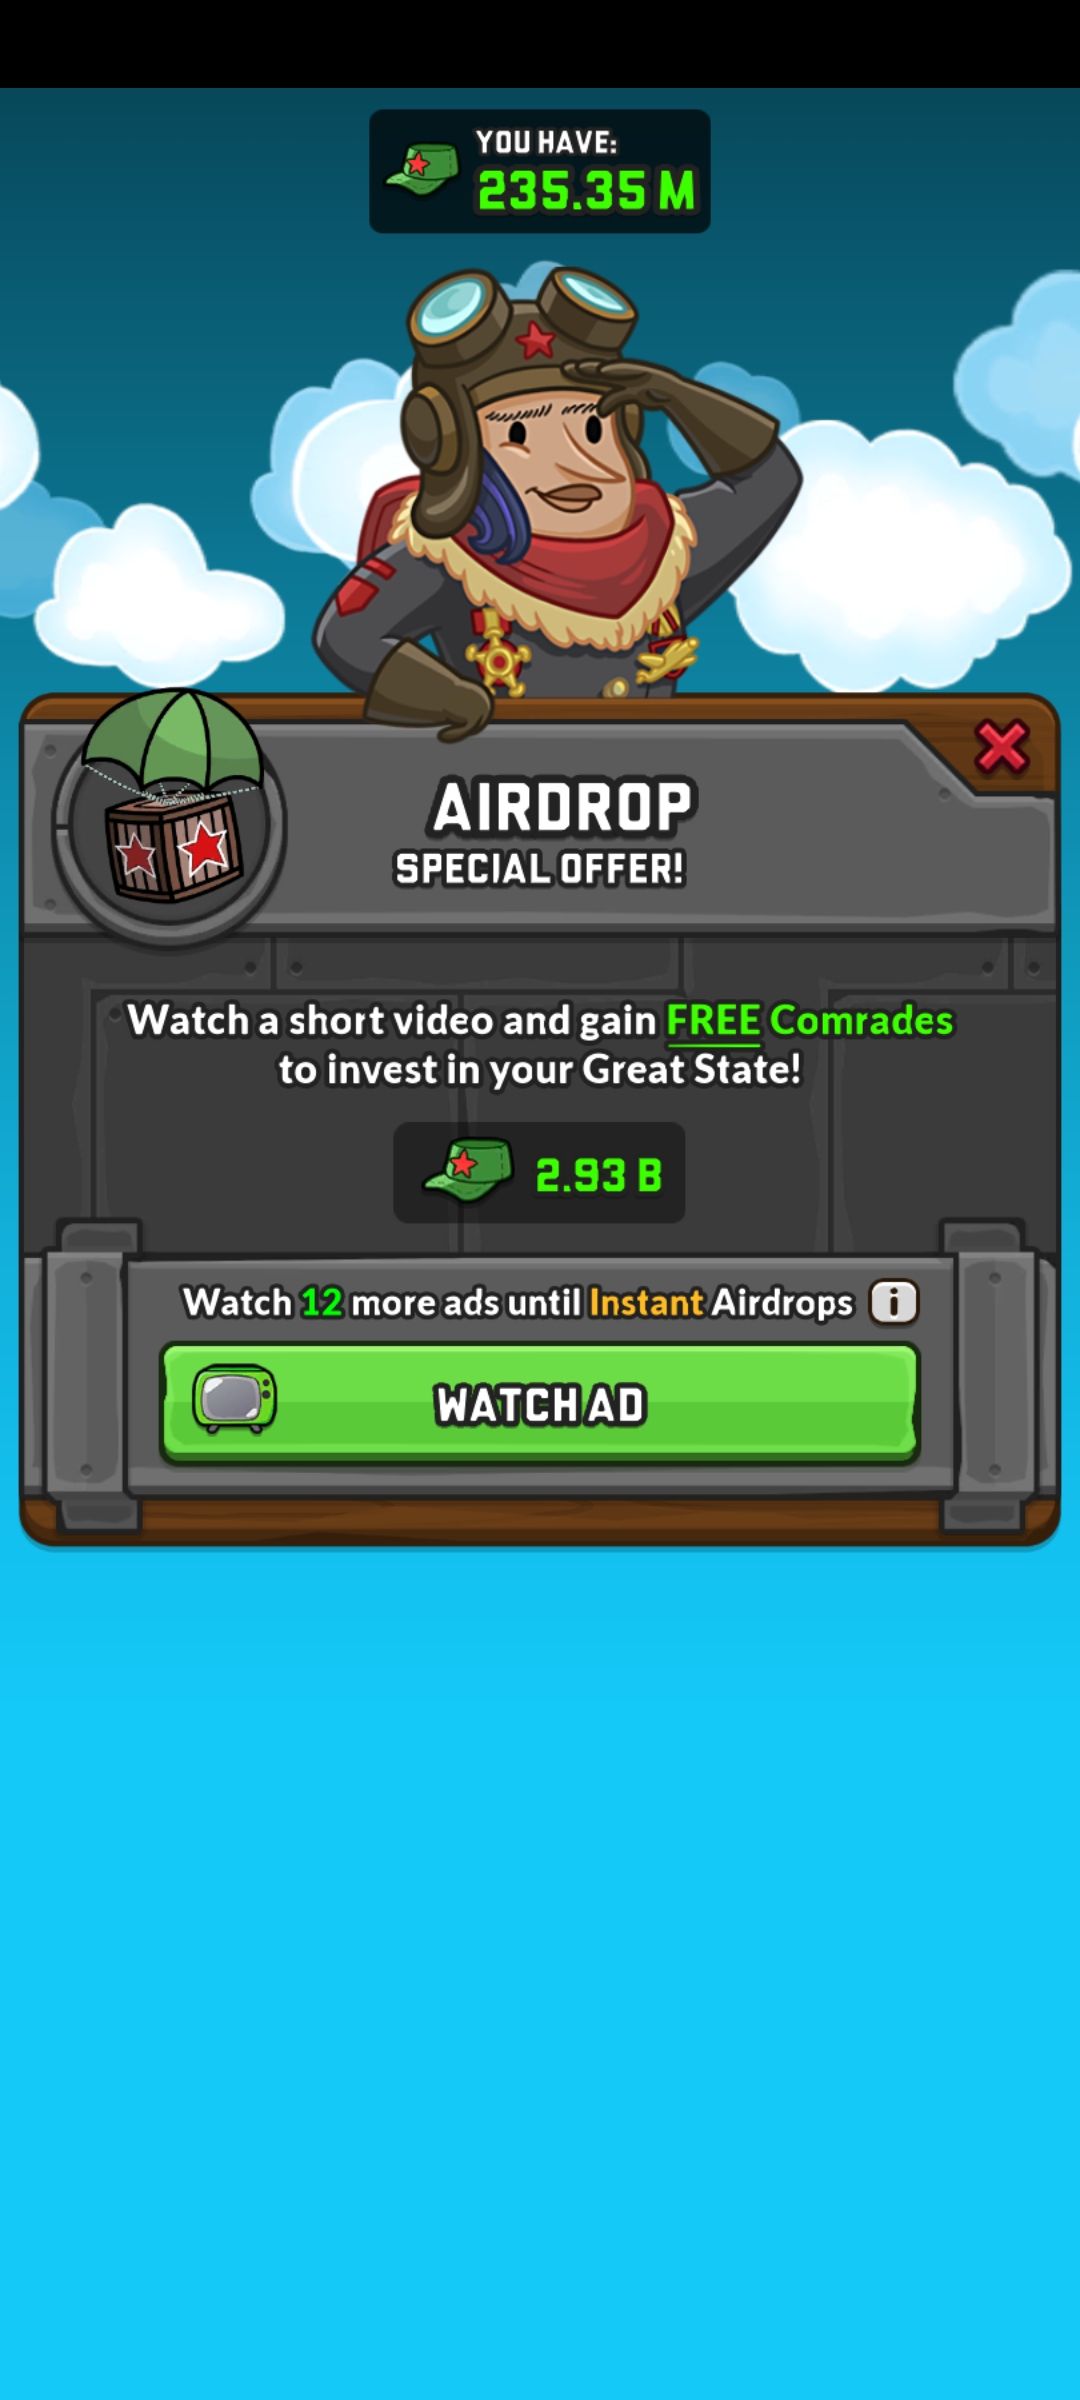 YOU HAVE:
235.35 M
AIRDROP
SPECIAL OFFER!
Watch a short video and gain FREE Comrades
to invest in your Great State!
2.93 B
Watch 12 more ads until Instant Airdrops i
WATCH AD